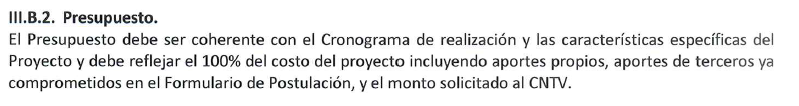 III.B.2. Presupuesto.
El Presupuesto debe ser coherente con el Cronograma de realización y las características específicas del
Proyecto y debe reflejar el 100% del costo del proyecto incluyendo aportes propios, aportes de terceros ya
comprometidos en el Formulario de Postulación, y el monto solicitado al CNTV.